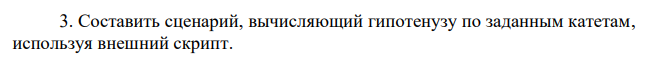 3. Составить сценарий, вычисляющий гипотенузу по заданным катетам,
используя внешний скрипт.